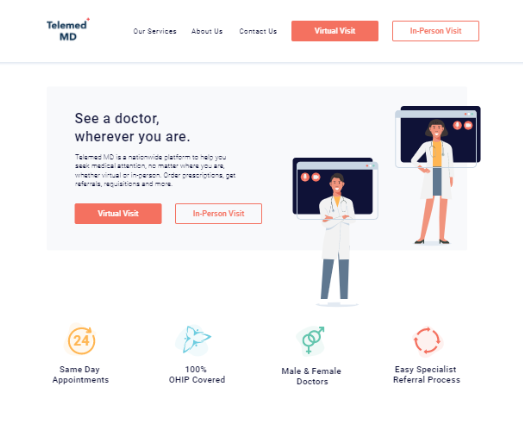 Telemed
MD
Our Services
About Us
Contact Us
Virtual Visit
In-Person Visit
See a doctor,
wherever you are.
Telemed MD is a nationwide platform to help you
seek medical attention, no matter where you are,
whether virtual or in-person. Order prescriptions, get
referrals, requisitions and more.
Virtual Visit
In-Person Visit
24
Same Day
Appointments
100%
OHIP Covered
Male & Female
Doctors
Easy Specialist
Referral Process